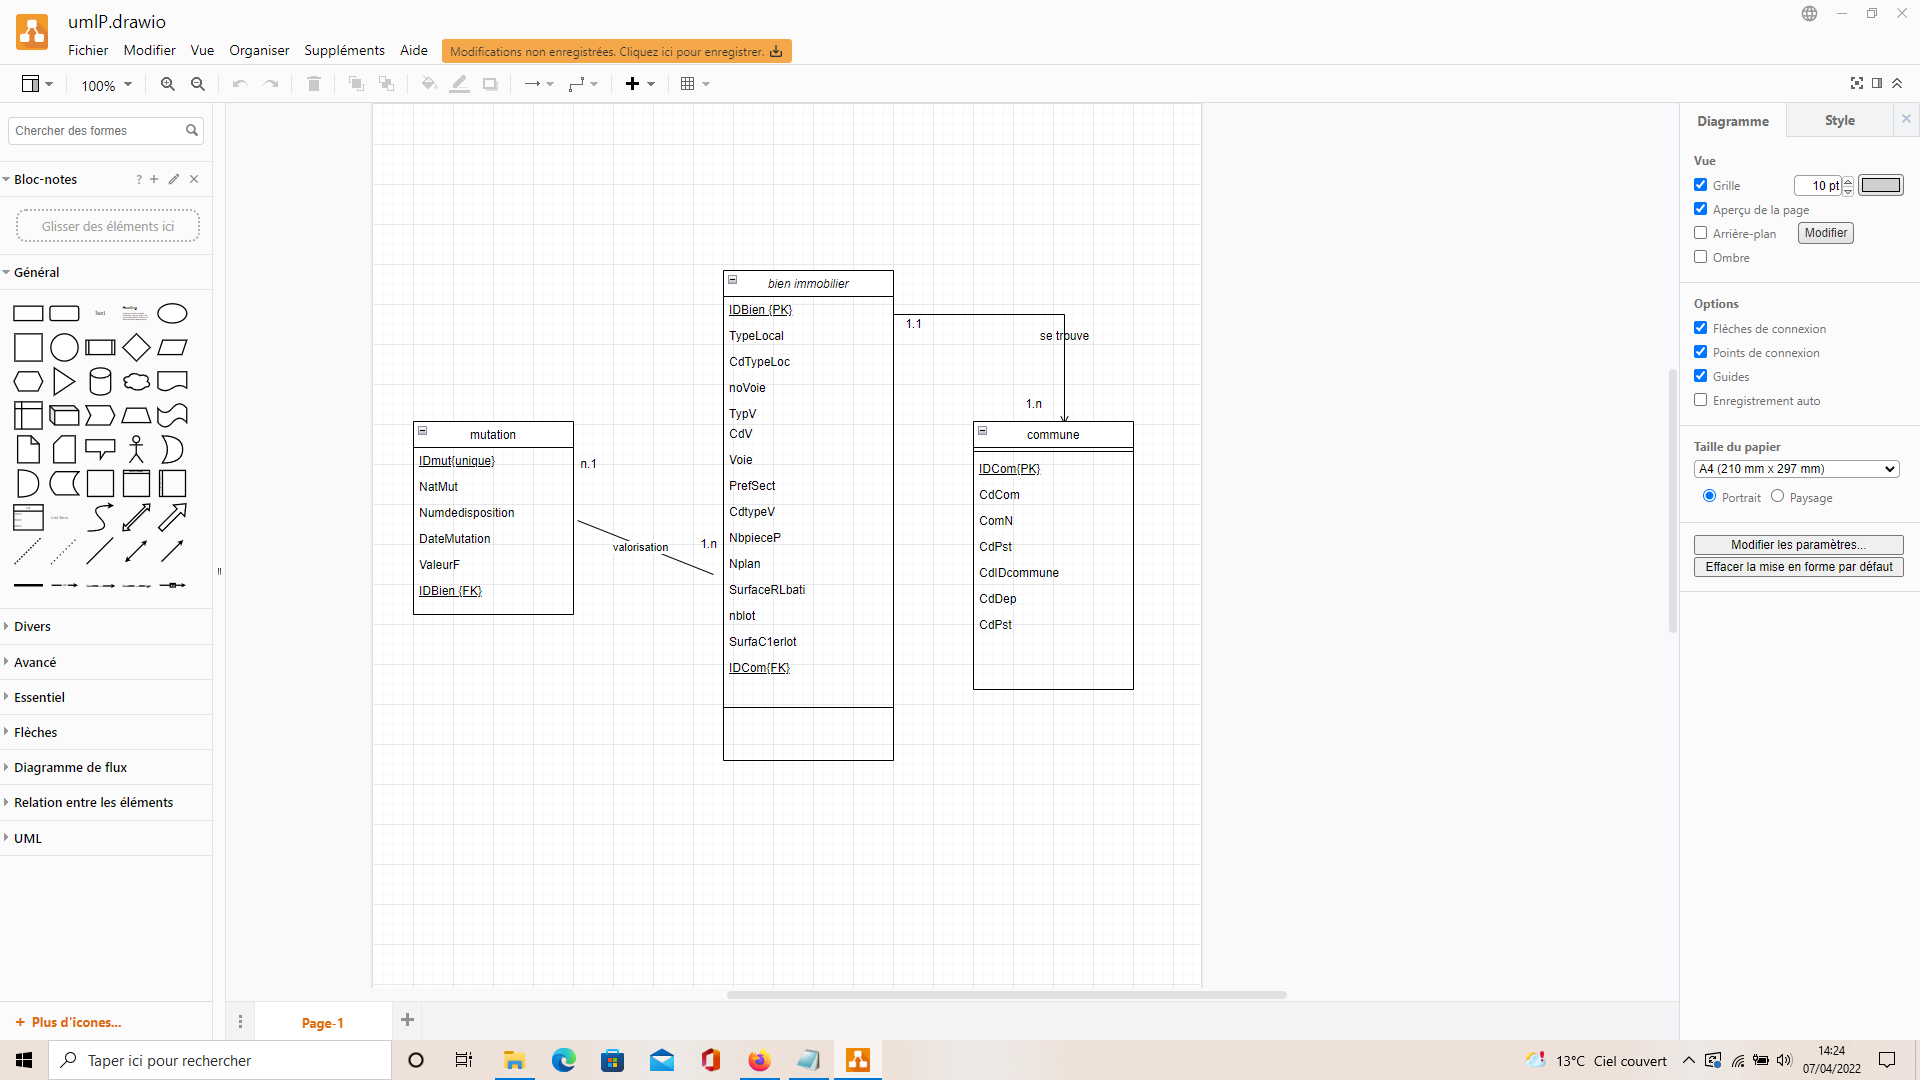 umlP.drawio
Fichier Modifier Vue Organiser Suppléments Aide Modifications non enregistrées. Cliquez ici pour enregistrer.
100%
Chercher des formes
Bloc-notes ? + ×
Glisser des éléments ici
Général
Text
Heading
List Item
Divers
Avancé
Essentiel
Flèches
Diagramme de flux
Relation entre les éléments
UML
+ Plus d'icones...
mutation
IDmut{unique}
NatMut
Numdedisposition
DateMutation
ValeurF
IDBien {FK}
n.1
valorisation
1.n
bien immobilier
IDBien {PK}
TypeLocal
CdTypeLoc
noVoie
TypV
CdV
Voie
PrefSect
CdtypeV
NbpieceP
Nplan
SurfaceRLbati
nblot
SurfaC1erlot
IDCom{FK}
1.1
se trouve
1.n
commune
IDCom{PK}
CdCom
ComN
CdPst
CdIDcommune
CdDep
CdPst
Page-1
Diagramme Style
Vue
Grille 10 pt
Aperçu de la page
Arrière-plan Modifier
Ombre
Options
Flèches de connexion
Points de connexion
Guides
Enregistrement auto
Taille du papier
A4 (210 mm x 297 mm)
Portrait Paysage
Modifier les paramètres...
Effacer la mise en forme par défaut
Taper ici pour rechercher
13°C Ciel couvert
14:24
07/04/2022